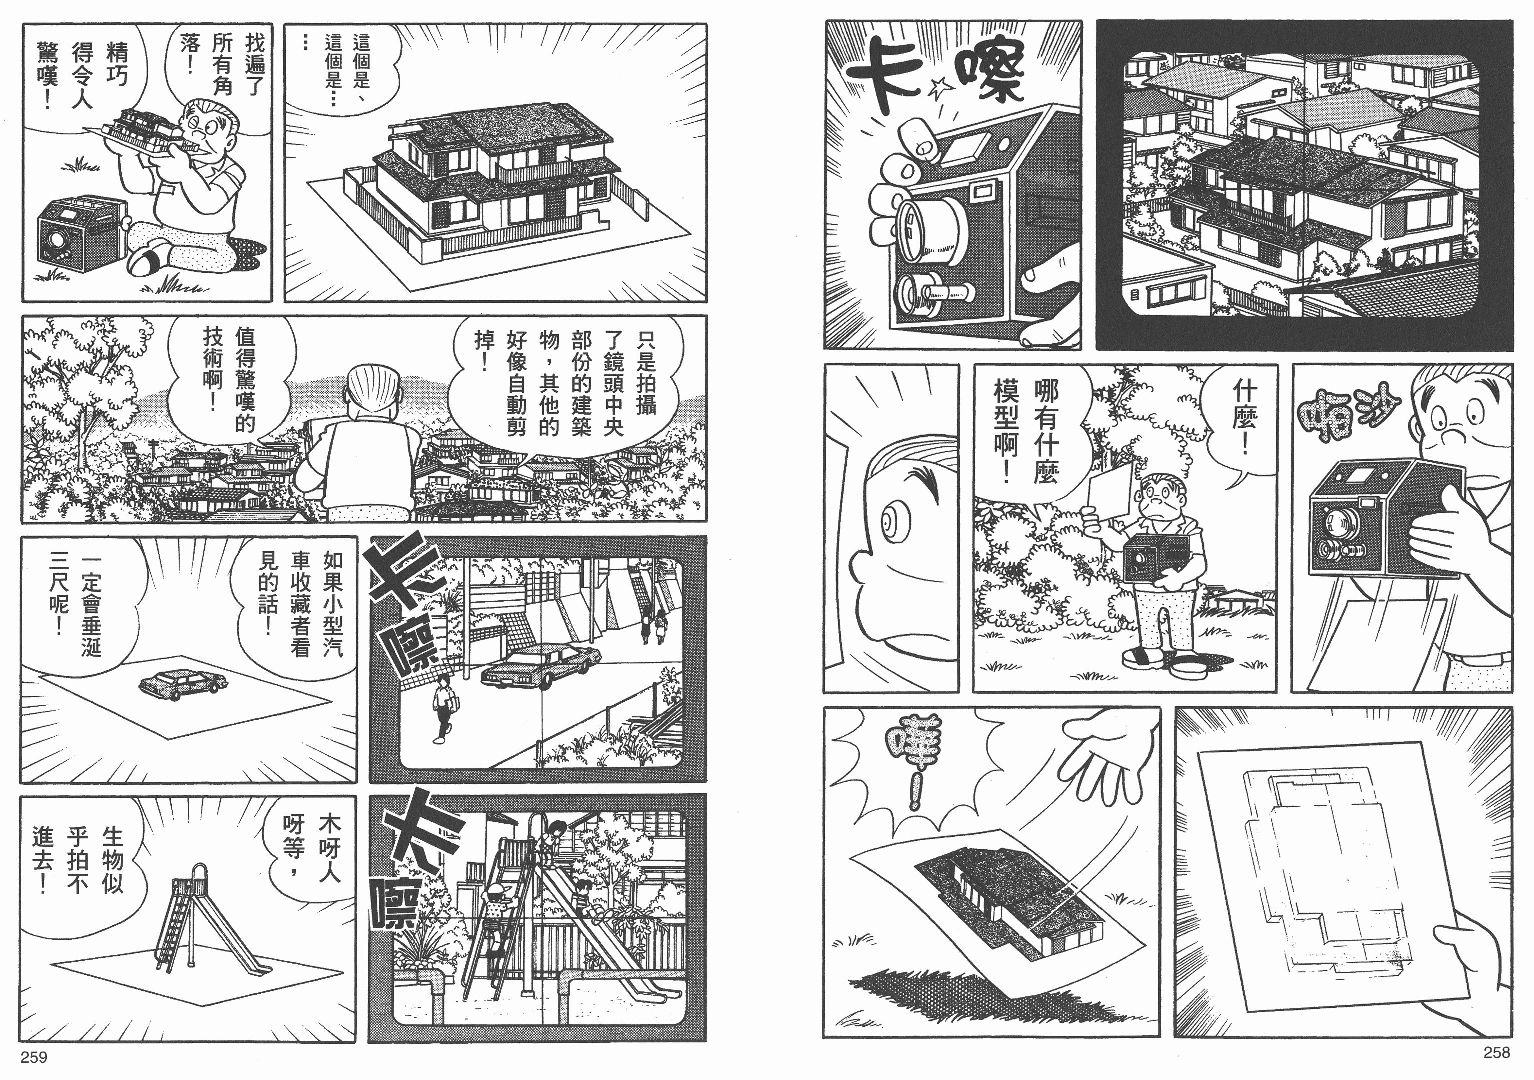 卡嚓
什麼！
哪有什麼
模型啊！
嘩！
這個是、
這個是…
…
找遍了
所有角
落！
精巧
得令人
驚嘆！
只是拍攝
了鏡頭中央
部份的建築
物，其他的
好像自動剪
掉！
值得驚嘆的
技術啊！
卡嚓
如果小型汽
車收藏者看
見的話！
一定會垂涎
三尺呢！
卡嚓
木呀人
呀等，
生物似
乎拍不
進去！
258
259